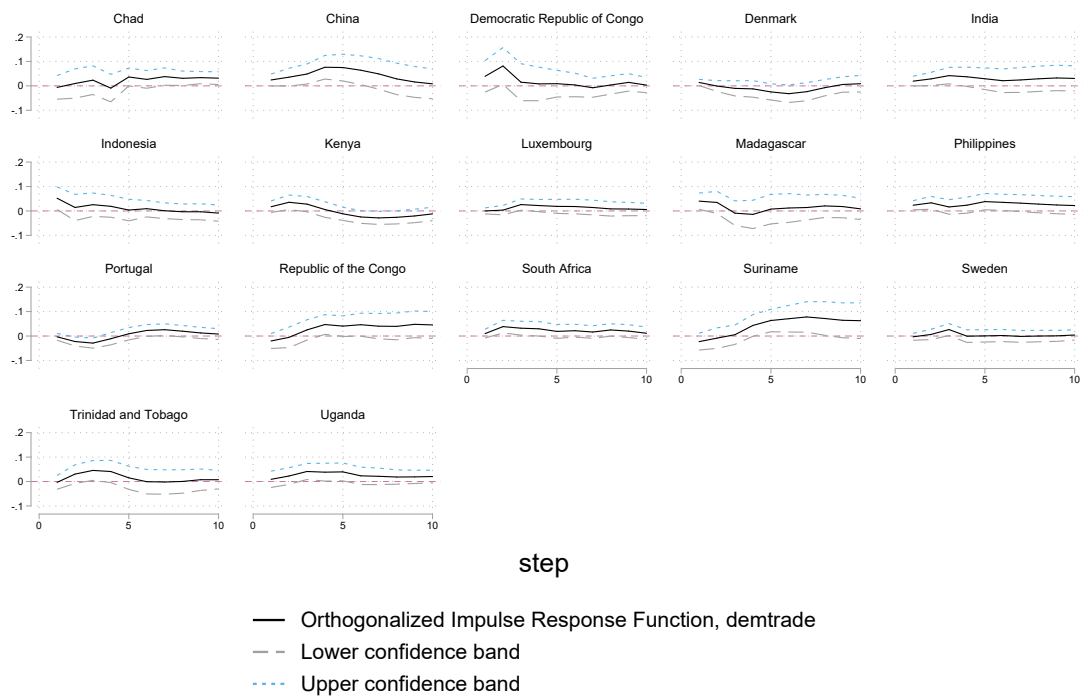 Chad China Democratic Republic of Congo Denmark India
.2
.1
0
-.1
Indonesia Kenya Luxembourg Madagascar Philippines
.2
.1
0
-.1
Portugal Republic of the Congo South Africa Suriname Sweden
.2
.1
0
-.1
0 5 10 0 5 10 0 5 10
Trinidad and Tobago Uganda
.2
.1
0
-.1
0 5 10 0 5 10
step
Orthogonalized Impulse Response Function, demtrade
Lower confidence band
Upper confidence band